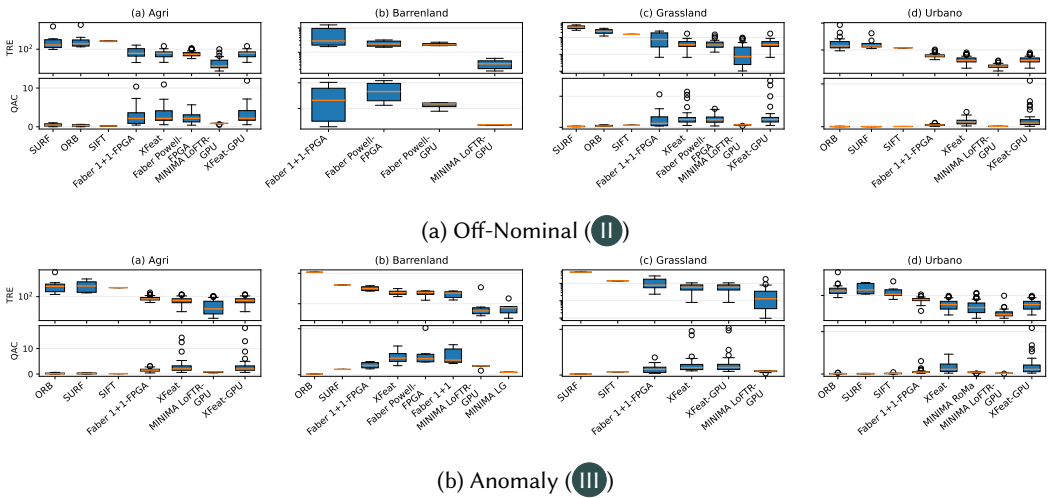 (a) Agri
(b) Barrenland
(c) Grassland
(d) Urbano
TRE
10²
QAC
10
0
SURF
ORB
SIFT
Faber 1+1-FPGA
XFeat
Faber Powell-
FPGA
MINIMA LoFTR-
GPU
XFeat-GPU
Faber 1+1-FPGA
Faber Powell-
FPGA
Faber Powell-
GPU
MINIMA LoFTR-
GPU
SURF
ORB
SIFT
Faber 1+1-FPGA
XFeat
Faber Powell-
FPGA
MINIMA LoFTR-
GPU
XFeat-GPU
ORB
SURF
SIFT
Faber 1+1-FPGA
XFeat
MINIMA LoFTR-
GPU
XFeat-GPU
(a) Off-Nominal (II)
(a) Agri
(b) Barrenland
(c) Grassland
(d) Urbano
TRE
10²
QAC
10
0
ORB
SURF
SIFT
Faber 1+1-FPGA
XFeat
MINIMA LoFTR-
GPU
XFeat-GPU
ORB
SURF
Faber 1+1-FPGA
XFeat
Faber Powell-
FPGA
Faber 1+1
MINIMA LoFTR-
GPU
MINIMA LG
SURF
SIFT
Faber 1+1-FPGA
XFeat
XFeat-GPU
MINIMA LoFTR-
GPU
ORB
SURF
SIFT
Faber 1+1-FPGA
XFeat
MINIMA RoMa
MINIMA LoFTR-
GPU
XFeat-GPU
(b) Anomaly (III)